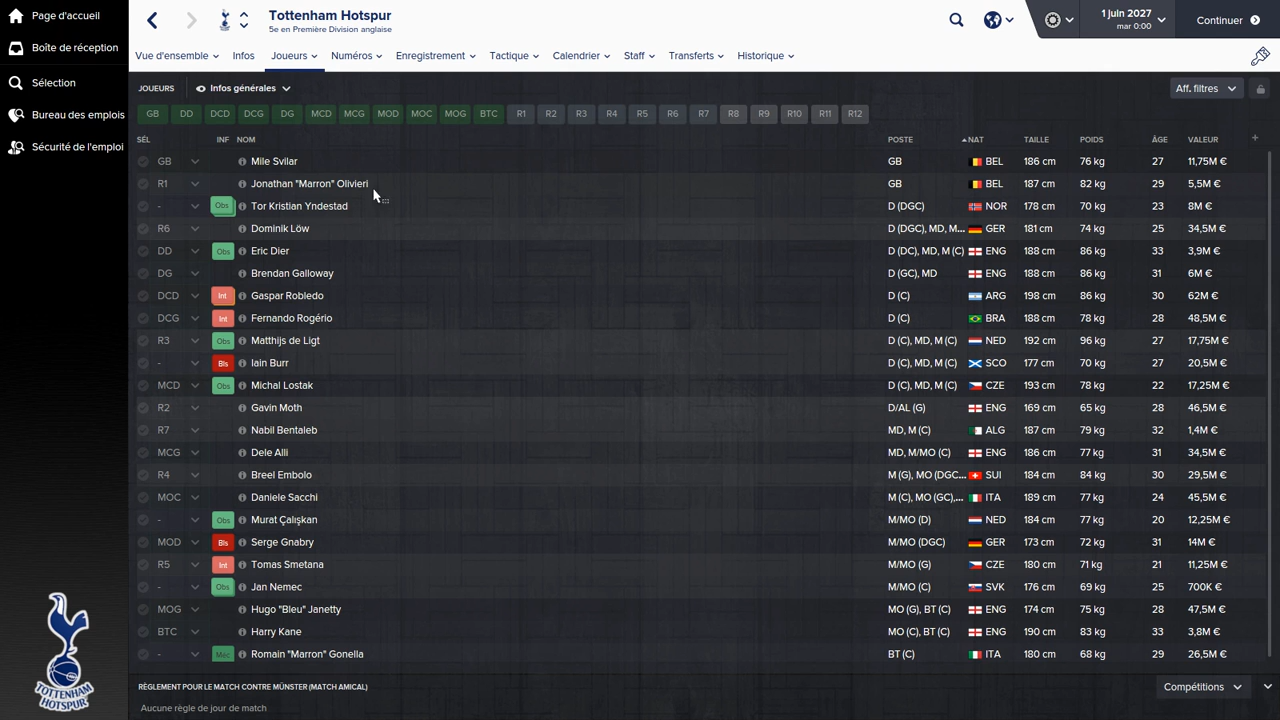 Page d'accueil
Boîte de réception
Sélection
Bureau des emplois
Sécurité de l'emploi
TOTTENHAM
HOTSPUR
Tottenham Hotspur
5e en Première Division anglaise
1 juin 2027
mar 0:00
Continuer
Vue d'ensemble Infos Joueurs Numéros Enregistrement Tactique Calendrier Staff Transferts Historique
JOUEURS Infos générales Aff. filtres
GB DD DCD DCG DG MCD MCG MOD MOC MOG BTC R1 R2 R3 R4 R5 R6 R7 R8 R9 R10 R11 R12
SÉL INF NOM POSTE NAT TAILLE POIDS ÂGE VALEUR
GB Mile Svilar GB BEL 186 cm 76 kg 27 11,75M €
R1 Jonathan "Marron" Olivieri GB BEL 187 cm 82 kg 29 5,5M €
- Obs Tor Kristian Yndestad D (DGC) NOR 178 cm 70 kg 23 8M €
R6 Dominik Löw D (DGC), MD, M... GER 181 cm 74 kg 25 34,5M €
DD Obs Eric Dier D (DC), MD, M (C) ENG 188 cm 86 kg 33 3,9M €
DG Brendan Galloway D (GC), MD ENG 188 cm 86 kg 31 6M €
DCD Int Gaspar Robledo D (C) ARG 198 cm 86 kg 30 62M €
DCG Int Fernando Rogério D (C) BRA 188 cm 78 kg 28 48,5M €
R3 Obs Matthijs de Ligt D (C), MD, M (C) NED 192 cm 96 kg 27 17,75M €
- Bls Iain Burr D (C), MD, M (C) SCO 177 cm 70 kg 27 20,5M €
MCD Obs Michal Lostak D (C), MD, M (C) CZE 193 cm 78 kg 22 17,25M €
R2 Gavin Moth D/AL (G) ENG 169 cm 65 kg 28 46,5M €
R7 Nabil Bentaleb MD, M (C) ALG 187 cm 79 kg 32 1,4M €
MCG Dele Alli MD, M/MO (C) ENG 186 cm 77 kg 31 34,5M €
R4 Breel Embolo M (G), MO (DGC... SUI 184 cm 84 kg 30 29,5M €
MOC Daniele Sacchi M (C), MO (GC),... ITA 189 cm 77 kg 24 45,5M €
- Obs Murat Çalışkan M/MO (D) NED 184 cm 77 kg 20 12,25M €
MOD Bls Serge Gnabry M/MO (DGC) GER 173 cm 72 kg 31 14M €
R5 Int Tomas Smetana M/MO (G) CZE 180 cm 71 kg 21 11,25M €
- Obs Jan Nemec M/MO (C) SVK 176 cm 69 kg 25 700K €
MOG Hugo "Bleu" Janetty MO (G), BT (C) ENG 174 cm 75 kg 28 47,5M €
BTC Harry Kane MO (C), BT (C) ENG 190 cm 83 kg 33 3,8M €
- Méc Romain "Marron" Gonella BT (C) ITA 180 cm 68 kg 29 26,5M €
RÈGLEMENT POUR LE MATCH CONTRE MÜNSTER (MATCH AMICAL) Compétitions
Aucune règle de jour de match